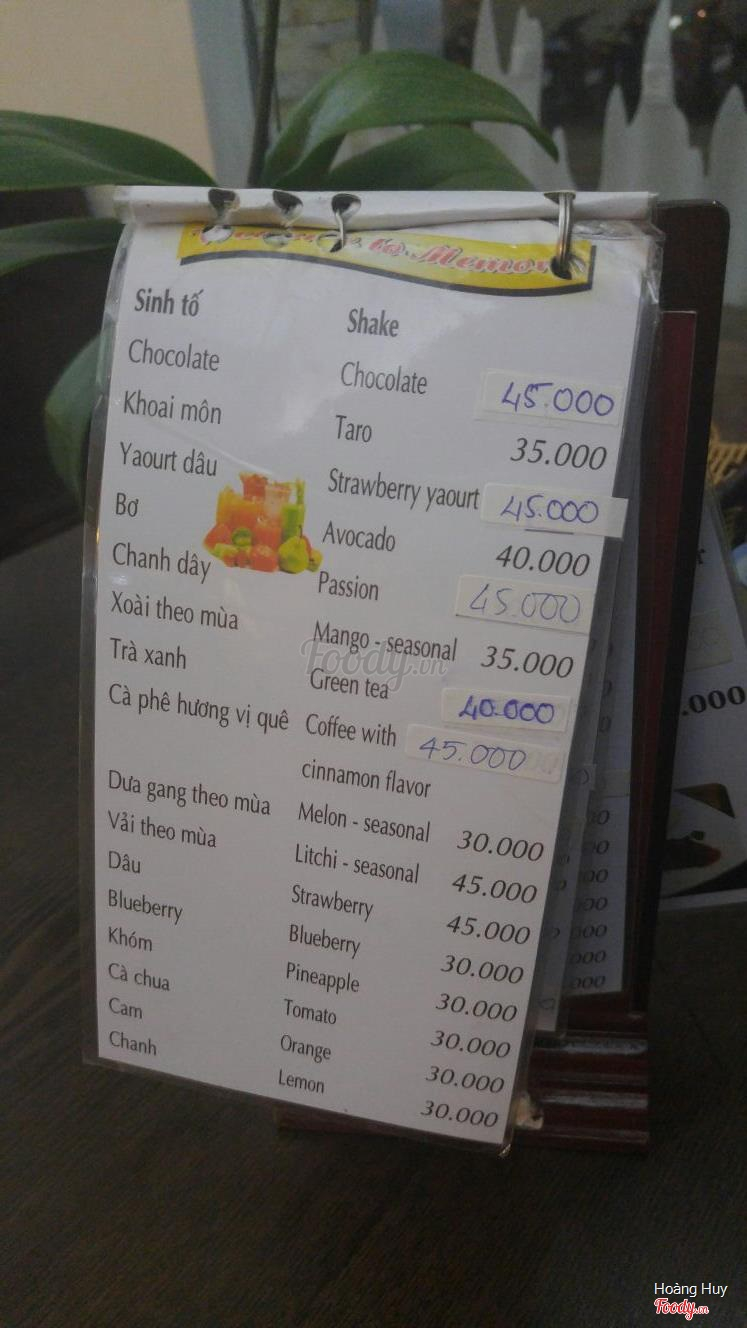 to Memor
Sinh tố Shake
Chocolate Chocolate 45.000
Khoai môn Taro 35.000
Yaourt dâu Strawberry yaourt 45.000
Bơ Avocado 40.000
Chanh dây Passion 45.000
Xoài theo mùa Mango - seasonal 35.000
Trà xanh Green tea 40.000
Cà phê hương vị quê Coffee with 45.000
cinnamon flavor
Dưa gang theo mùa Melon - seasonal 30.000
Vải theo mùa Litchi - seasonal 45.000
Dâu Strawberry 45.000
Blueberry Blueberry 30.000
Khóm Pineapple 30.000
Cà chua Tomato 30.000
Cam Orange 30.000
Chanh Lemon 30.000
Foody.vn
.000
Hoàng Huy
Foody.vn